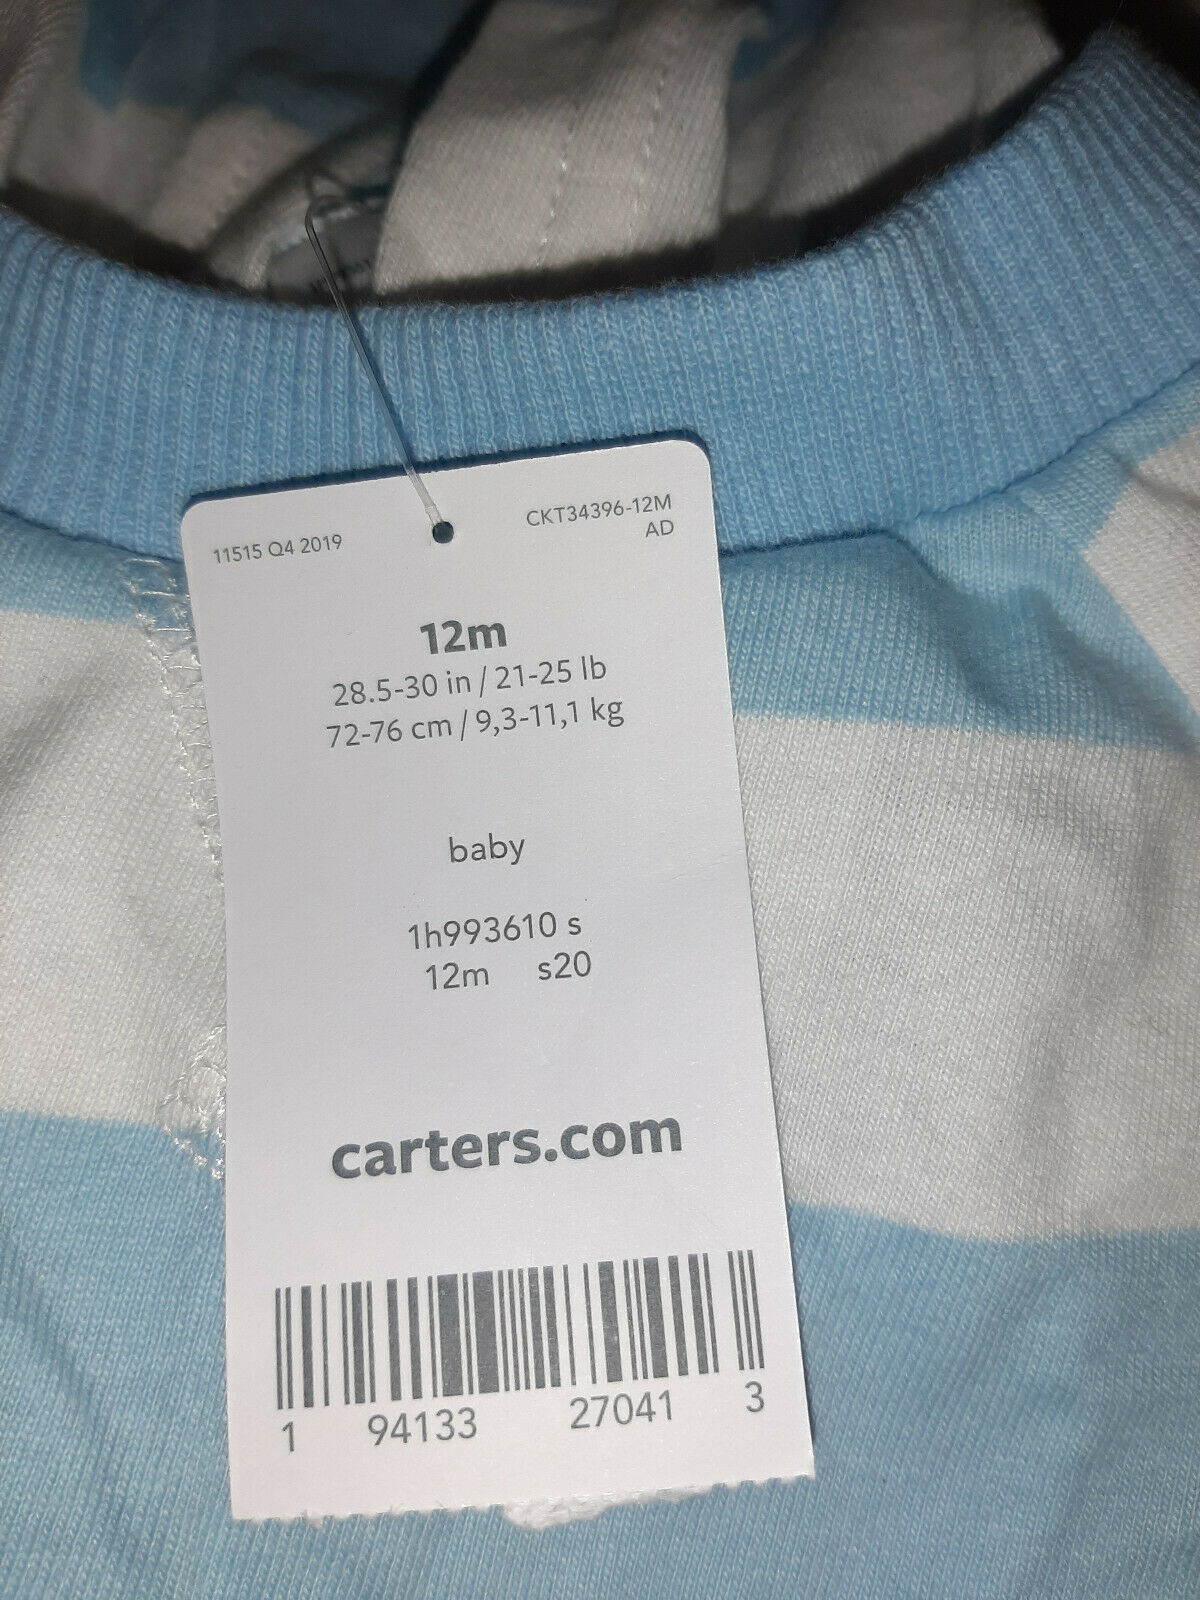 11515 Q4 2019
CKT34396-12M
AD
12m
28.5-30 in / 21-25 lb
72-76 cm / 9,3-11,1 kg
baby
1h993610 s
12m s20
carters.com
1 94133 27041 3